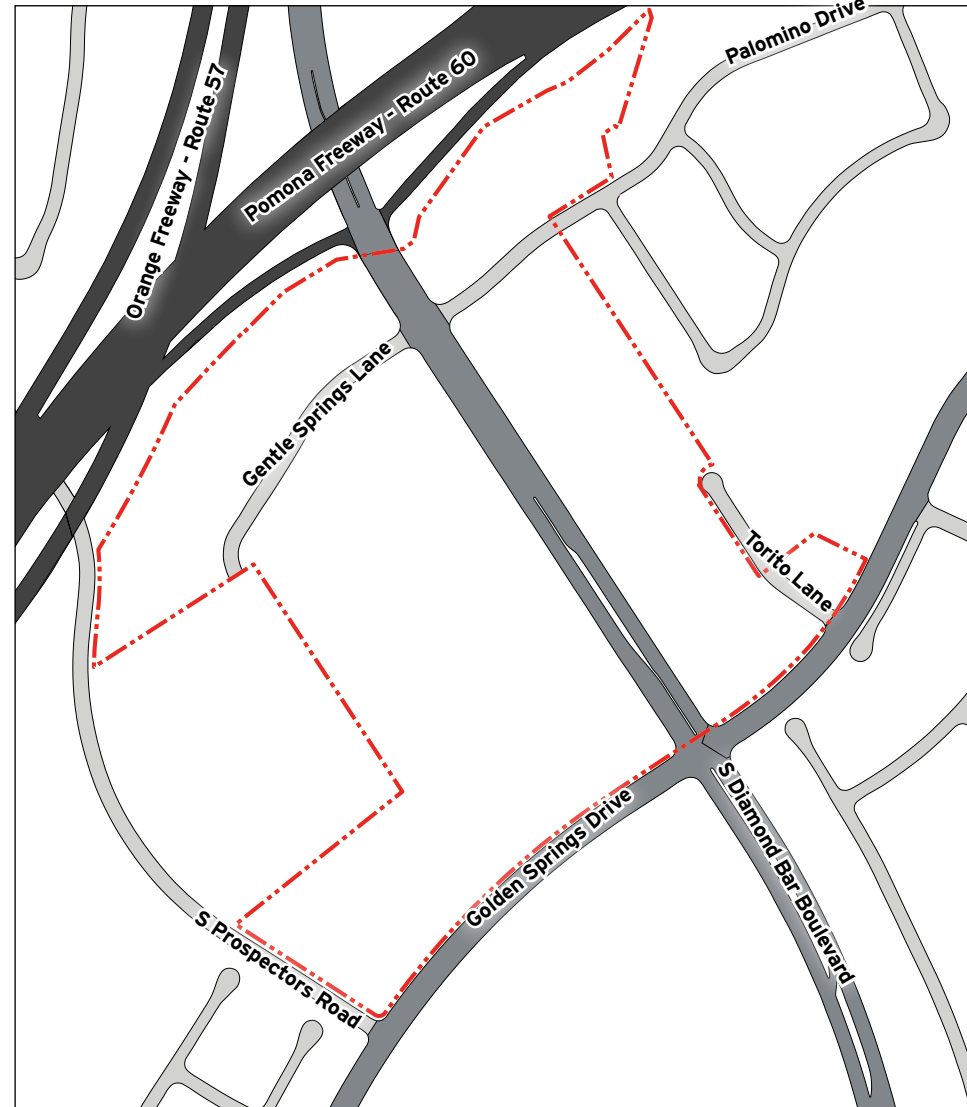 Palomino Drive
Orange Freeway - Route 57
Pomona Freeway - Route 60
Gentle Springs Lane
Torito Lane
Golden Springs Drive
S Diamond Bar Boulevard
S Prospectors Road